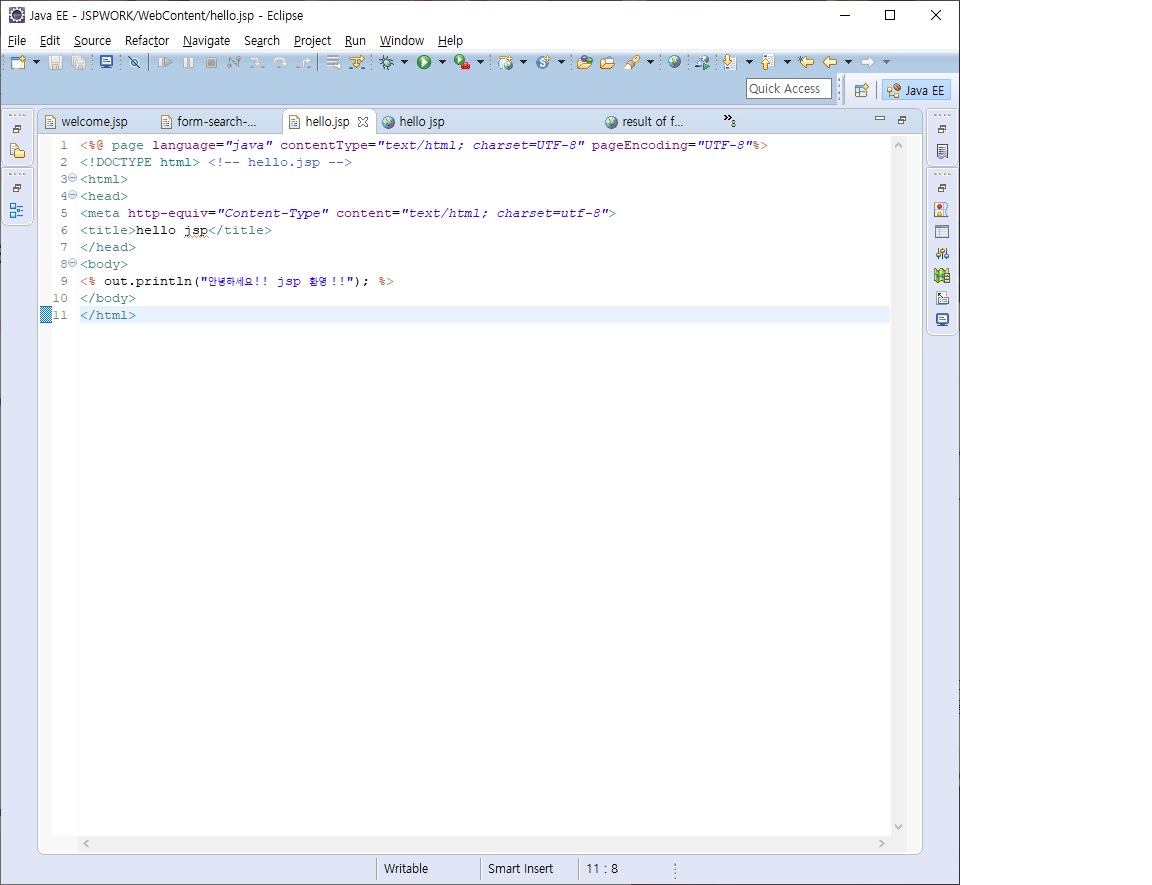 Java EE - JSPWORK/WebContent/hello.jsp - Eclipse
File Edit Source Refactor Navigate Search Project Run Window Help
Quick Access Java EE
welcome.jsp form-search-... hello.jsp hello jsp result of f... »8
1 <%@ page language="java" contentType="text/html; charset=UTF-8" pageEncoding="UTF-8"%>
2 <!DOCTYPE html> <!-- hello.jsp -->
3 <html>
4 <head>
5 <meta http-equiv="Content-Type" content="text/html; charset=utf-8">
6 <title>hello jsp</title>
7 </head>
8 <body>
9 <% out.println("안녕하세요!! jsp 환영!!"); %>
10 </body>
11 </html>
Writable Smart Insert 11 : 8